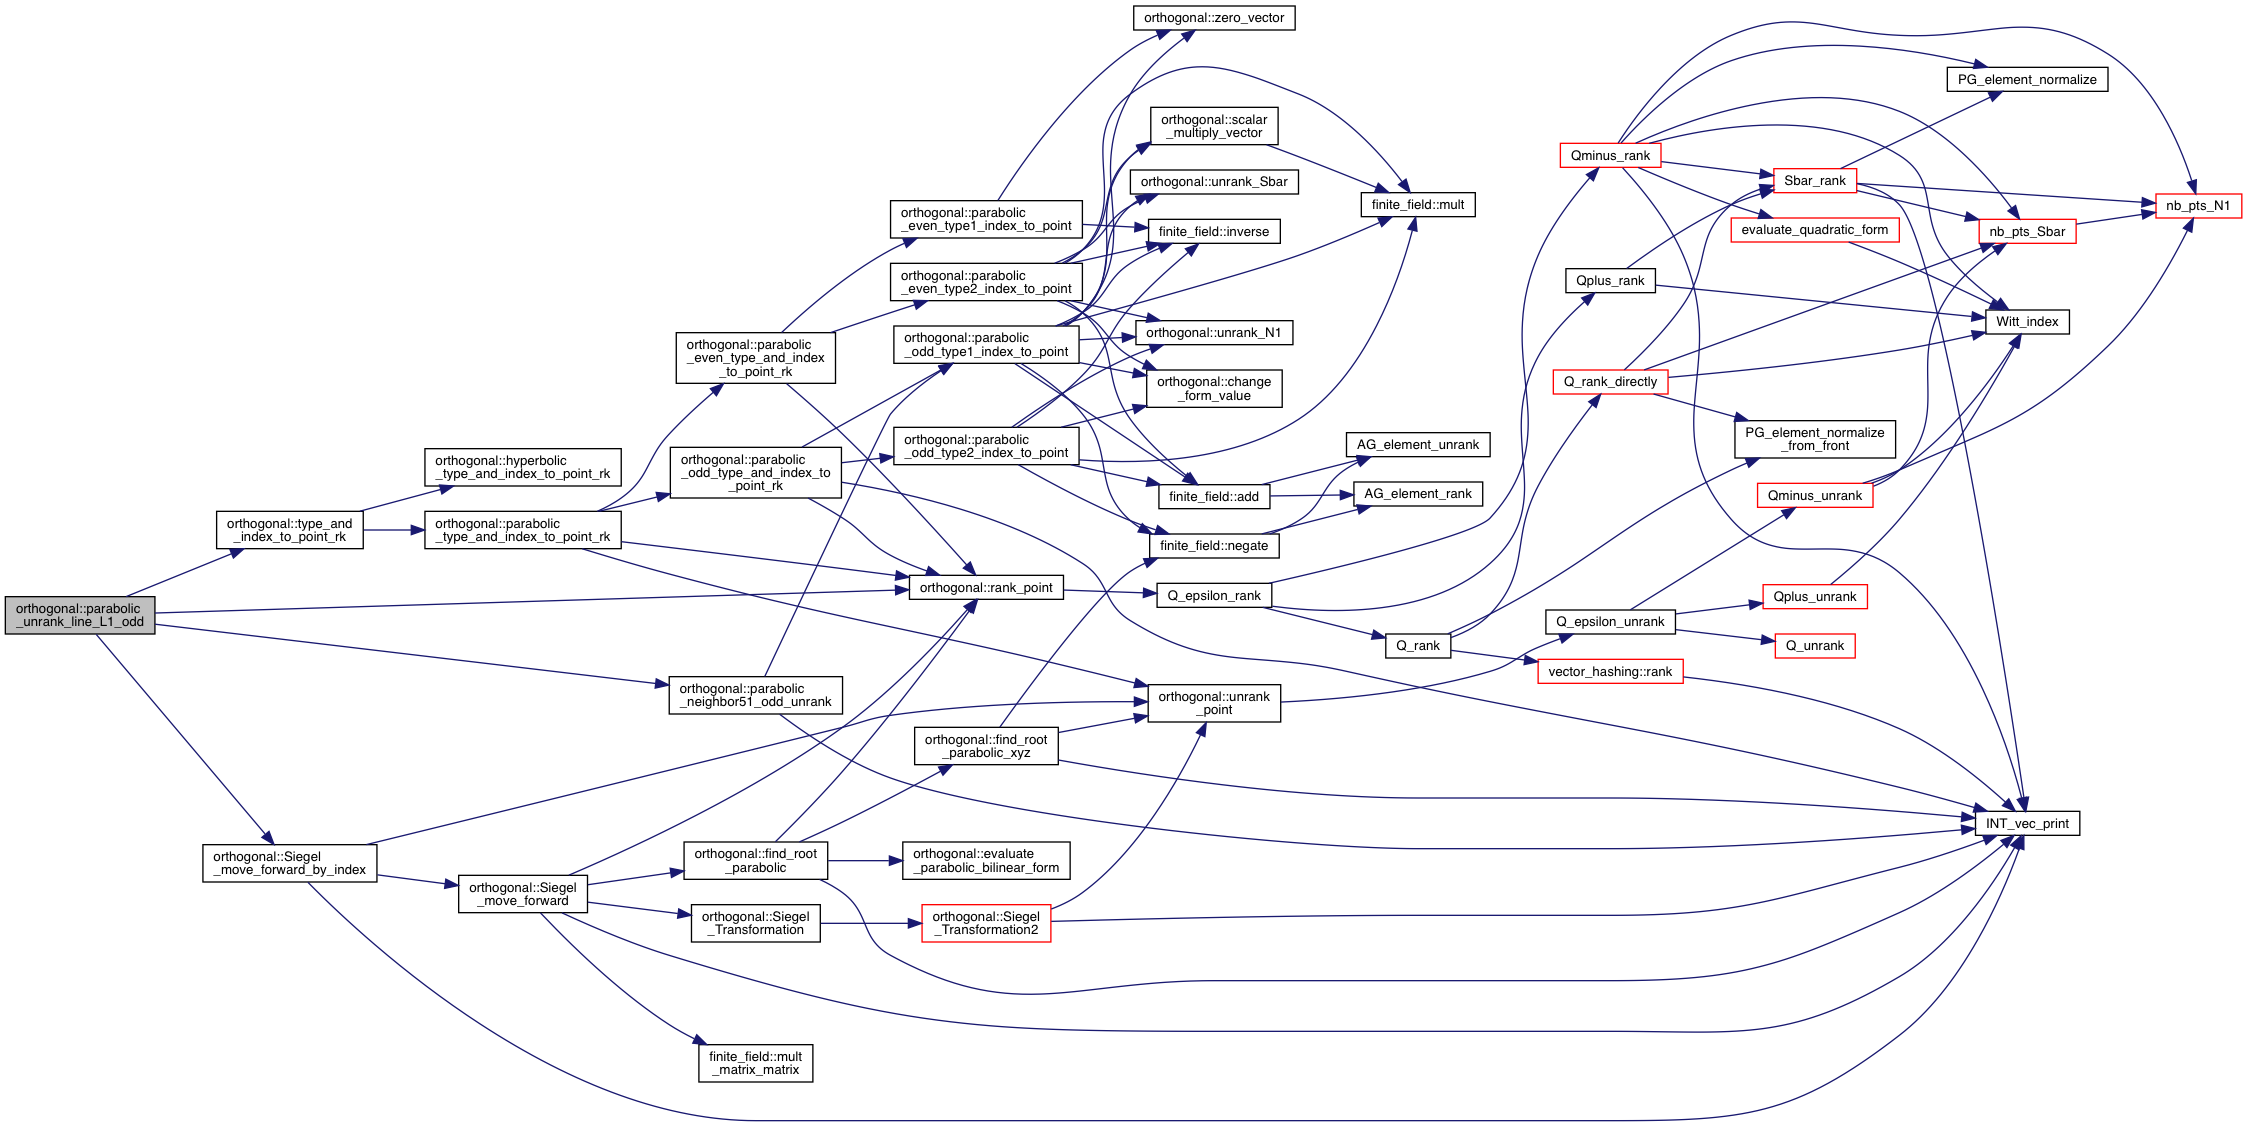 orthogonal::parabolic
_unrank_line_L1_odd
orthogonal::type_and
_index_to_point_rk
orthogonal::Siegel
_move_forward_by_index
orthogonal::hyperbolic
_type_and_index_to_point_rk
orthogonal::parabolic
_type_and_index_to_point_rk
orthogonal::Siegel
_move_forward
orthogonal::parabolic
_even_type_and_index
_to_point_rk
orthogonal::parabolic
_odd_type_and_index_to
_point_rk
orthogonal::parabolic
_neighbor51_odd_unrank
orthogonal::find_root
_parabolic
orthogonal::Siegel
_Transformation
finite_field::mult
_matrix_matrix
orthogonal::parabolic
_even_type1_index_to_point
orthogonal::parabolic
_even_type2_index_to_point
orthogonal::parabolic
_odd_type1_index_to_point
orthogonal::parabolic
_odd_type2_index_to_point
orthogonal::rank_point
orthogonal::find_root
_parabolic_xyz
orthogonal::evaluate
_parabolic_bilinear_form
orthogonal::Siegel
_Transformation2
orthogonal::zero_vector
orthogonal::scalar
_multiply_vector
orthogonal::unrank_Sbar
finite_field::inverse
orthogonal::unrank_N1
orthogonal::change
_form_value
finite_field::add
finite_field::negate
Q_epsilon_rank
orthogonal::unrank
_point
finite_field::mult
AG_element_unrank
AG_element_rank
Q_rank
Qminus_rank
Qplus_rank
Q_rank_directly
Q_epsilon_unrank
vector_hashing::rank
Sbar_rank
evaluate_quadratic_form
PG_element_normalize
_from_front
Qminus_unrank
Qplus_unrank
Q_unrank
PG_element_normalize
nb_pts_Sbar
Witt_index
INT_vec_print
nb_pts_N1